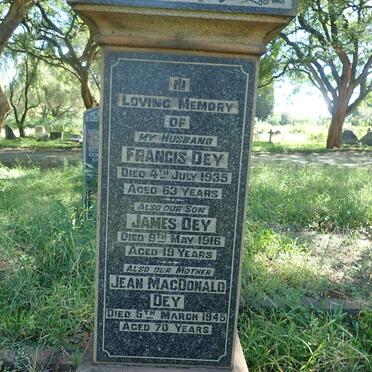 IN
LOVING MEMORY
OF
MY HUSBAND
FRANCIS DEY
DIED 4TH JULY 1935
AGED 63 YEARS
ALSO OUR SON
JAMES DEY
DIED 9TH MAY 1916
AGED 19 YEARS
ALSO OUR MOTHER
JEAN MACDONALD
DEY
DIED 5TH MARCH 1945
AGED 70 YEARS